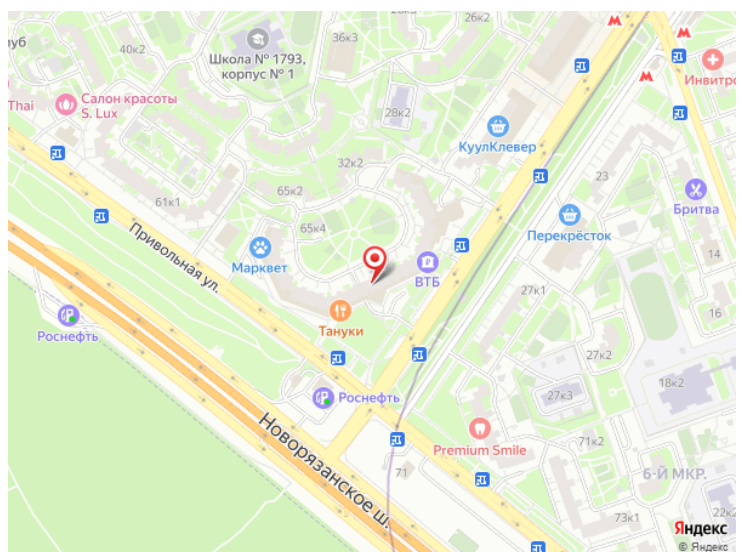 40к2
36к3
26к2
Школа № 1793,
корпус № 1
М
М
Инвитро
Thai
Салон красоты
S. Lux
28к2
КуулКлевер
32к2
65к2
61к1
23
Бритва
Перекрёсток
65к4
Привольная ул.
Марквет
ВТБ
14
27к1
16
Роснефть
Тануки
27к2
18к2
27к3
Роснефть
Новорязанское ш.
Premium Smile
71к2
71
6-Й МКР.
73к1
22к2
Яндекс
© Яндекс